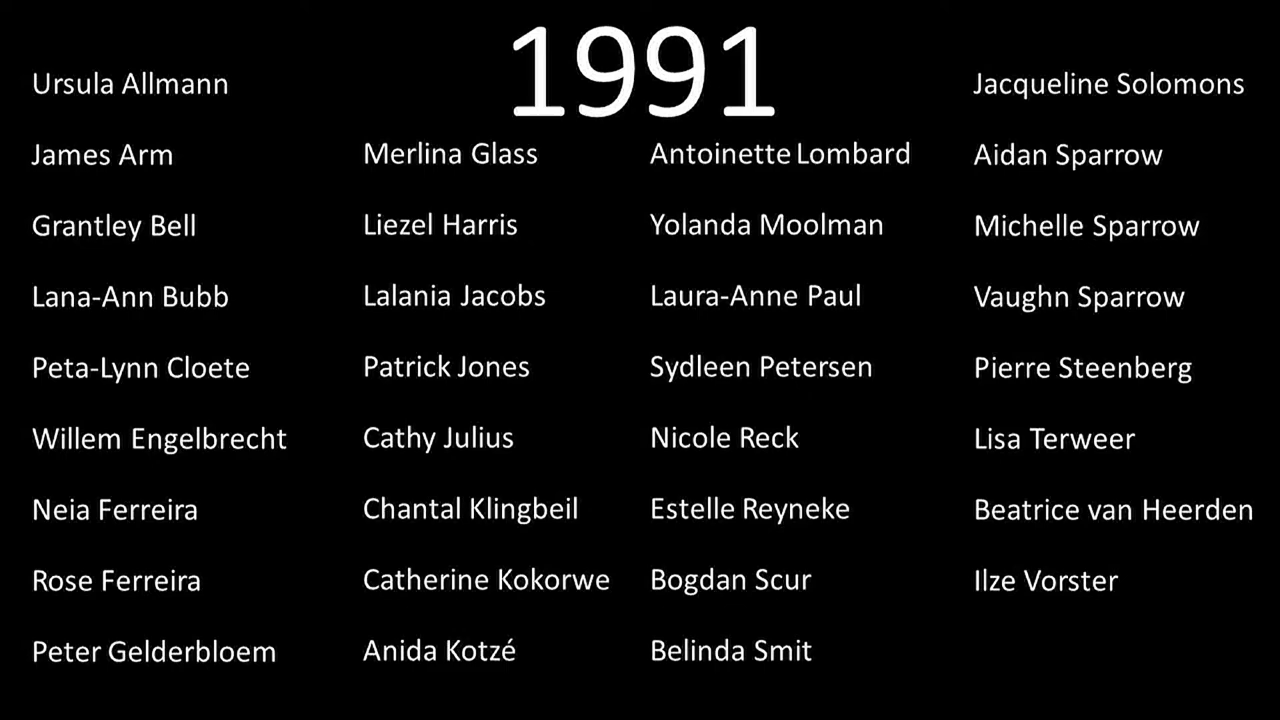 1991
Ursula Allmann
James Arm
Grantley Bell
Lana-Ann Bubb
Peta-Lynn Cloete
Willem Engelbrecht
Neia Ferreira
Rose Ferreira
Peter Gelderbloem
Merlina Glass
Liezel Harris
Lalania Jacobs
Patrick Jones
Cathy Julius
Chantal Klingbeil
Catherine Kokorwe
Anida Kotzé
Antoinette Lombard
Yolanda Moolman
Laura-Anne Paul
Sydleen Petersen
Nicole Reck
Estelle Reyneke
Bogdan Scur
Belinda Smit
Jacqueline Solomons
Aidan Sparrow
Michelle Sparrow
Vaughn Sparrow
Pierre Steenberg
Lisa Terweer
Beatrice van Heerden
Ilze Vorster